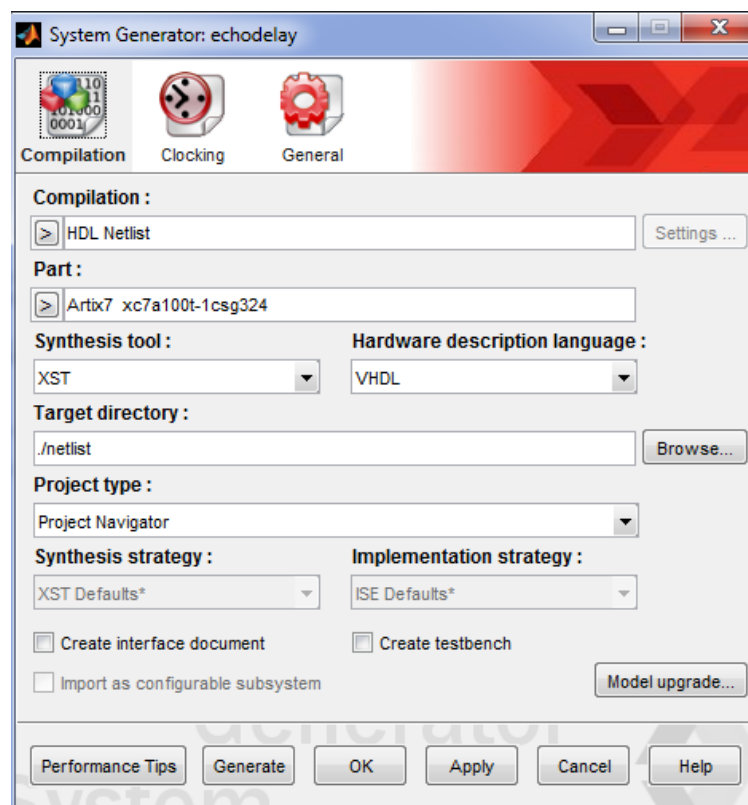 System Generator: echodelay
Compilation Clocking General
Compilation :
> HDL Netlist Settings ...
Part :
> Artix7 xc7a100t-1csg324
Synthesis tool : Hardware description language :
XST VHDL
Target directory :
./netlist Browse...
Project type :
Project Navigator
Synthesis strategy : Implementation strategy :
XST Defaults* ISE Defaults*
Create interface document Create testbench
Import as configurable subsystem Model upgrade...
Generator
Performance Tips Generate OK Apply Cancel Help
System